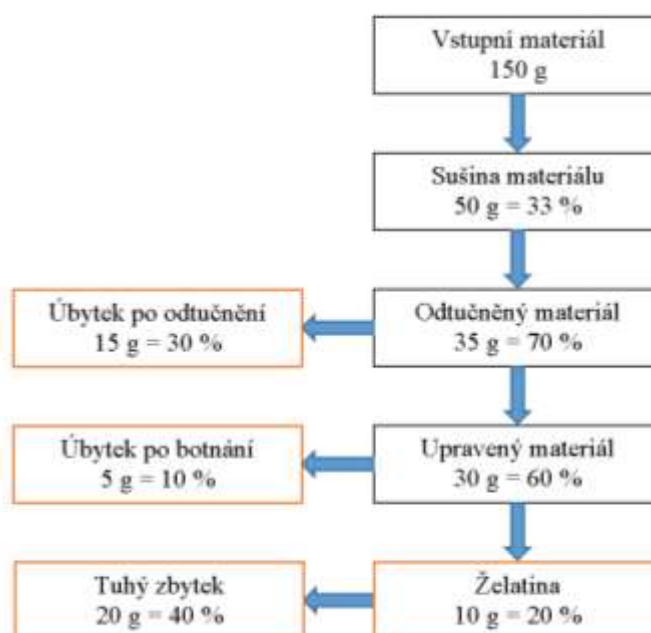 Vstupní materiál
150 g
Sušina materiálu
50 g = 33 %
Úbytek po odtučnění
15 g = 30 %
Odtučněný materiál
35 g = 70 %
Úbytek po botnání
5 g = 10 %
Upravený materiál
30 g = 60 %
Tuhý zbytek
20 g = 40 %
Želatina
10 g = 20 %